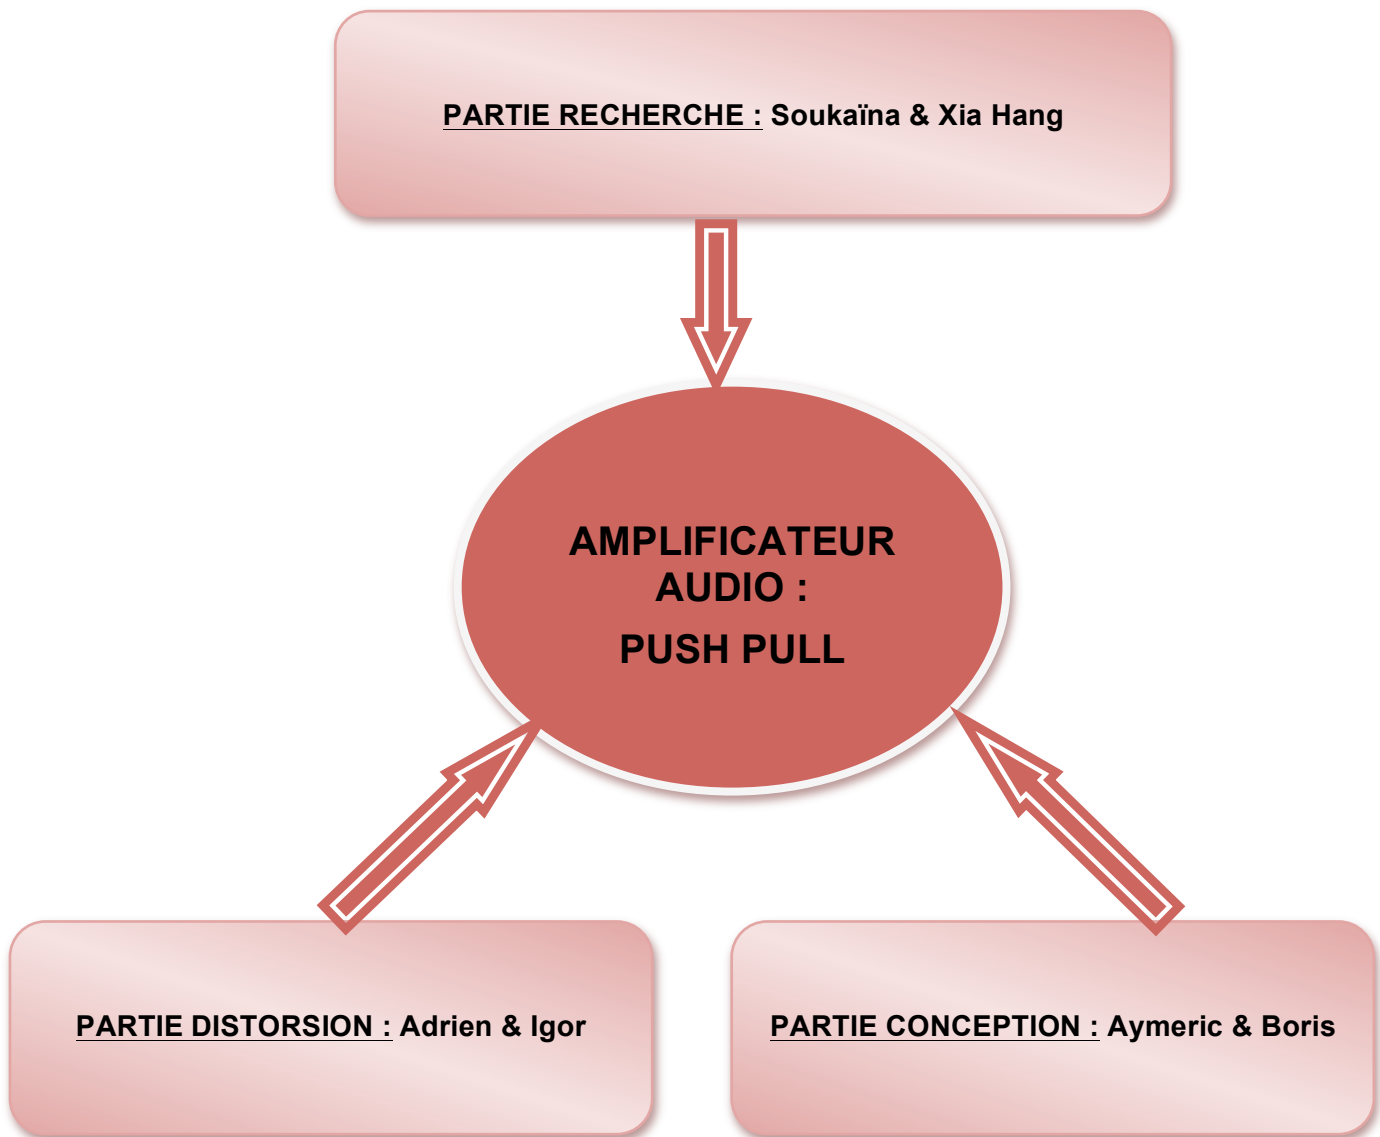 PARTIE RECHERCHE : Soukaïna & Xia Hang
AMPLIFICATEUR
AUDIO :
PUSH PULL
PARTIE DISTORSION : Adrien & Igor
PARTIE CONCEPTION : Aymeric & Boris